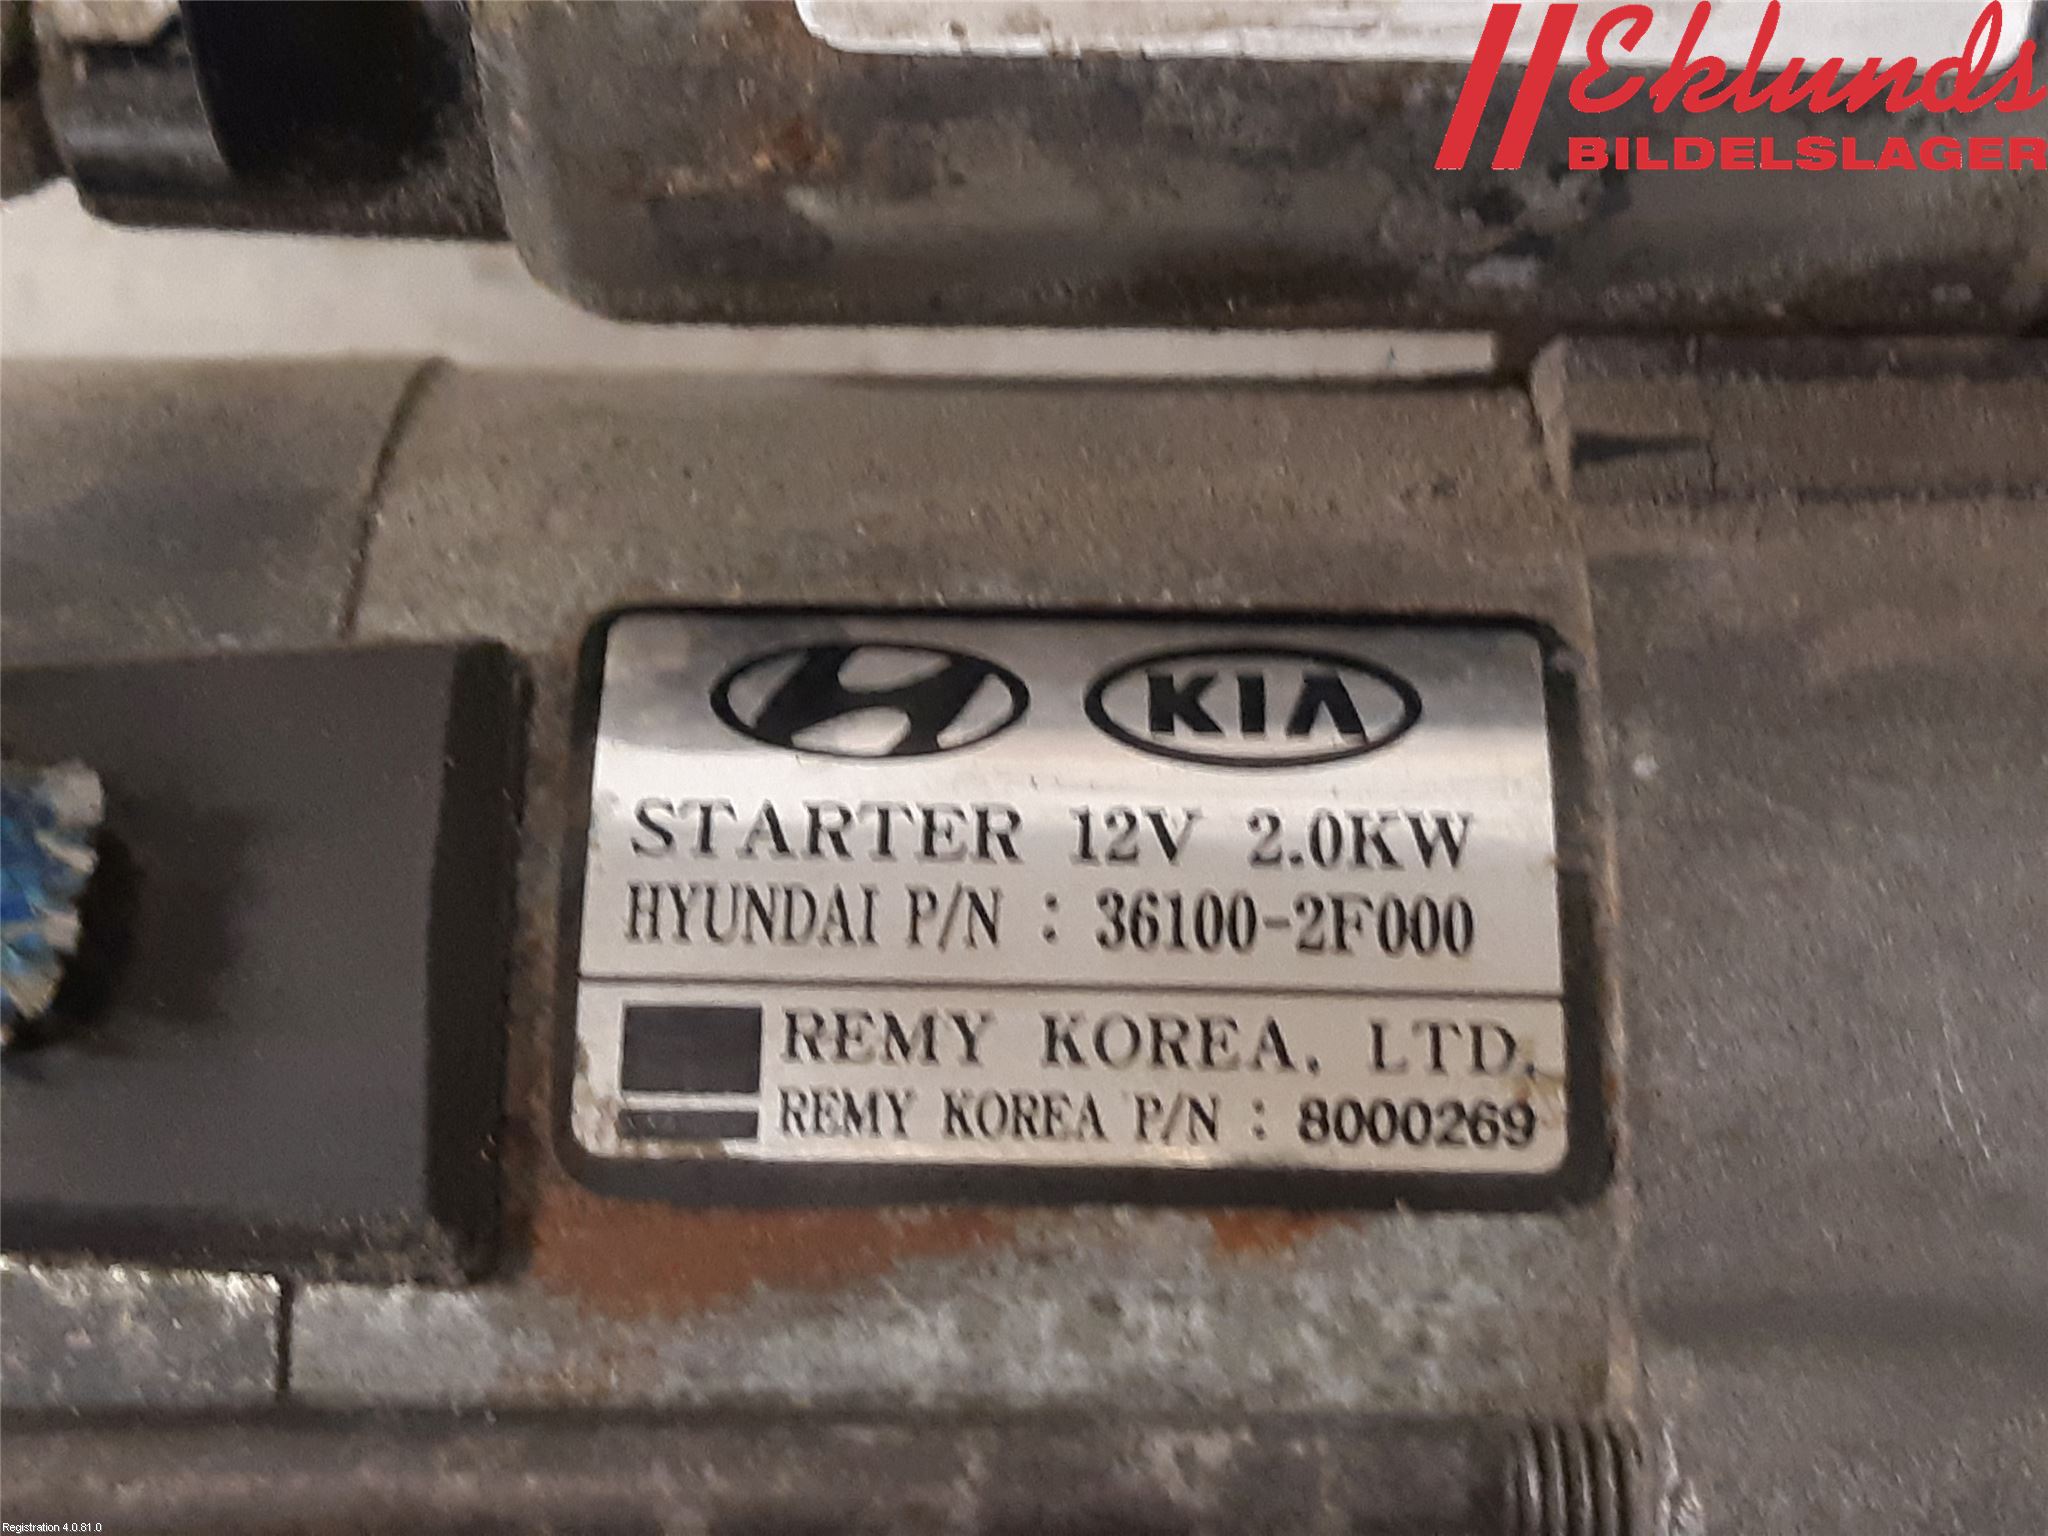 Eklunds
BILDELSLAGER
KIA
STARTER 12V 2.0KW
HYUNDAI P/N : 36100-2F000
REMY KOREA. LTD.
REMY KOREA P/N : 8000269
Registration 4.0.81.0